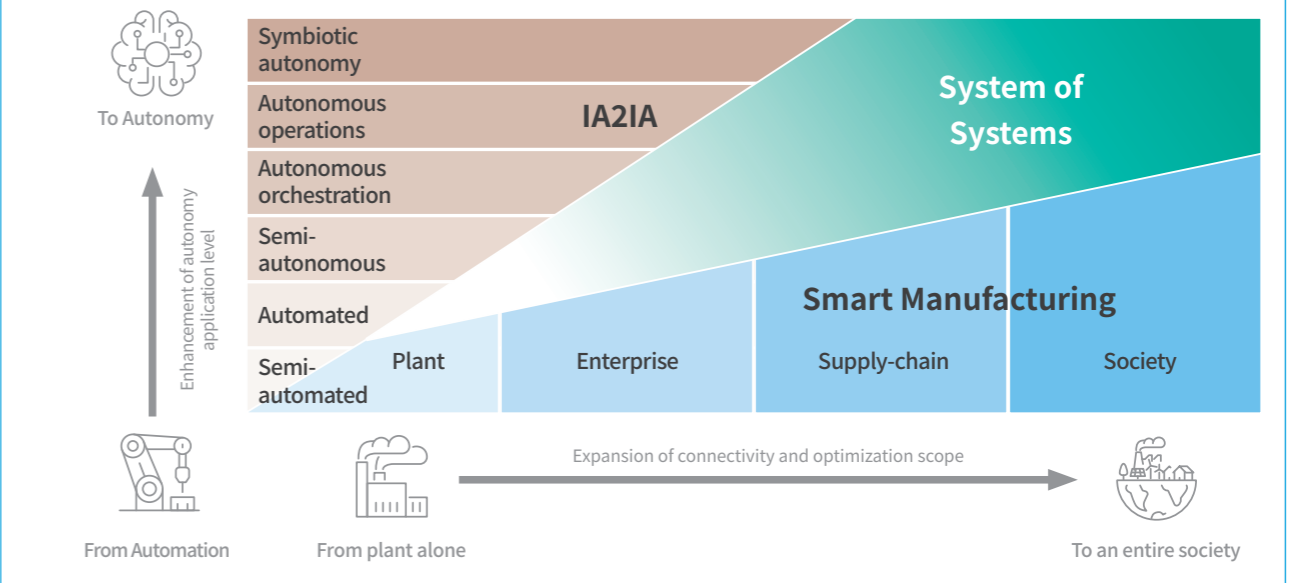 Symbiotic
autonomy
To Autonomy
Autonomous
operations
IA2IA
System of
Systems
Autonomous
orchestration
Enhancement of autonomy
application level
Semi-
autonomous
Automated
Smart Manufacturing
Semi-
automated
Plant
Enterprise
Supply-chain
Society
Expansion of connectivity and optimization scope
From Automation
From plant alone
To an entire society